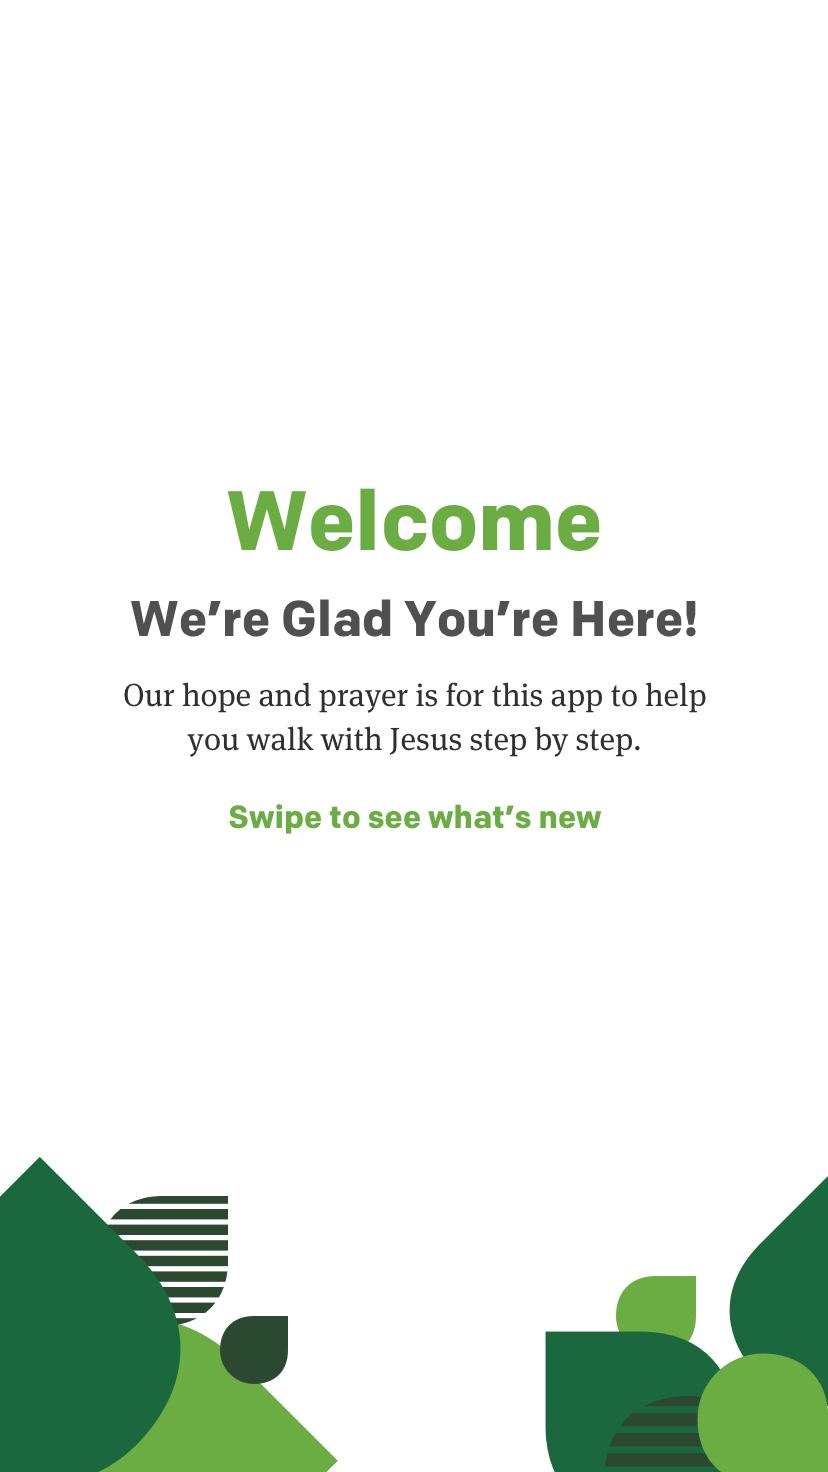 Welcome
We’re Glad You’re Here!
Our hope and prayer is for this app to help
you walk with Jesus step by step.
Swipe to see what’s new